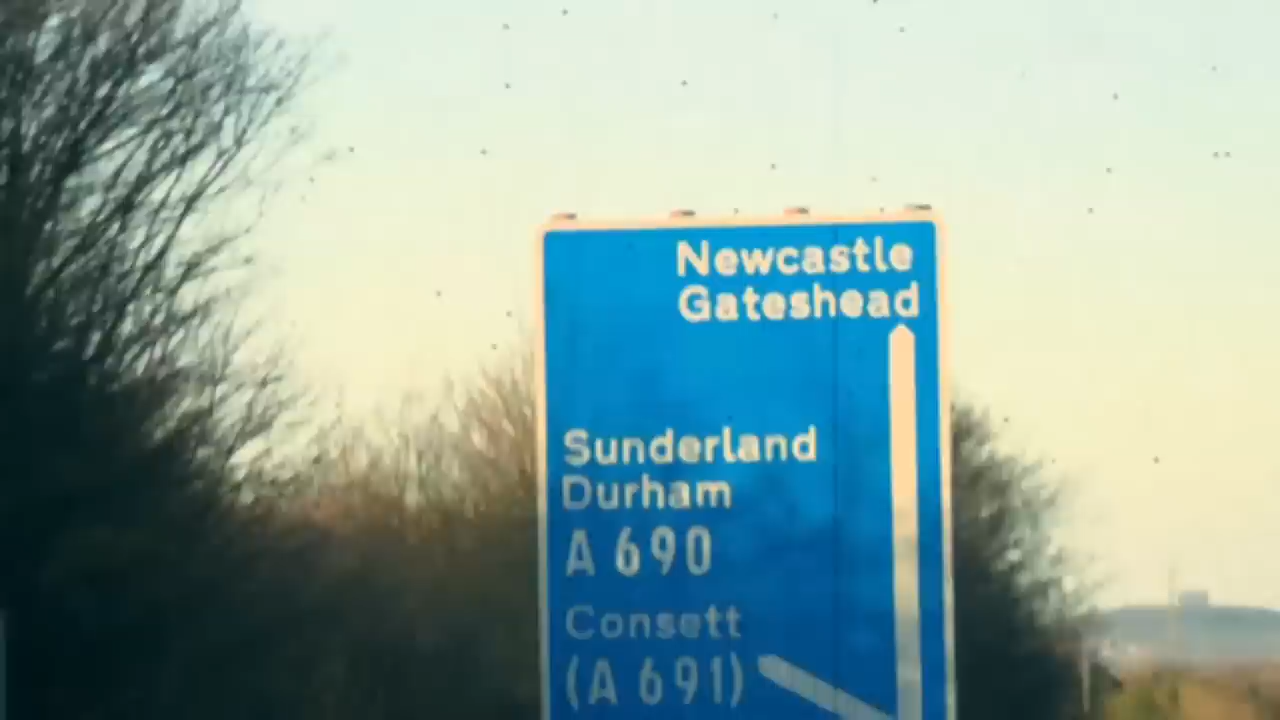 Newcastle
Gateshead
Sunderland
Durham
A 690
Consett
(A 691)